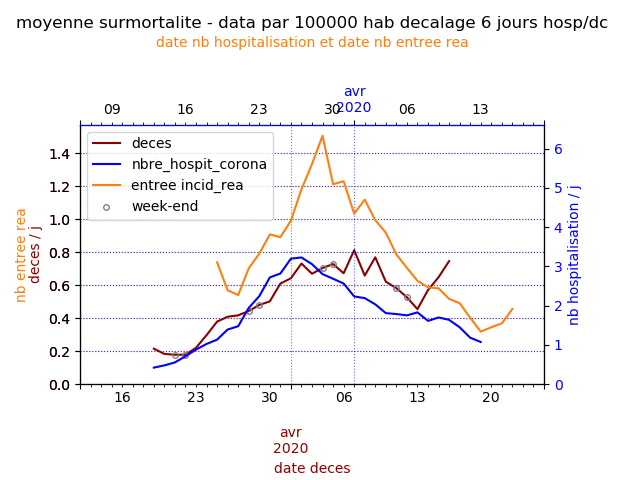 moyenne surmortalite - data par 100000 hab decalage 6 jours hosp/dc
date nb hospitalisation et date nb entree rea
avr
2020
09 16 23 30 06 13
deces
nbre_hospit_corona
entree incid_rea
week-end
1.4
1.2
1.0
0.8
0.6
0.4
0.2
0.0
nb entree rea
deces / j
6
5
4
3
2
1
0
nb hospitalisation / j
16 23 30 06 13 20
avr
2020
date deces